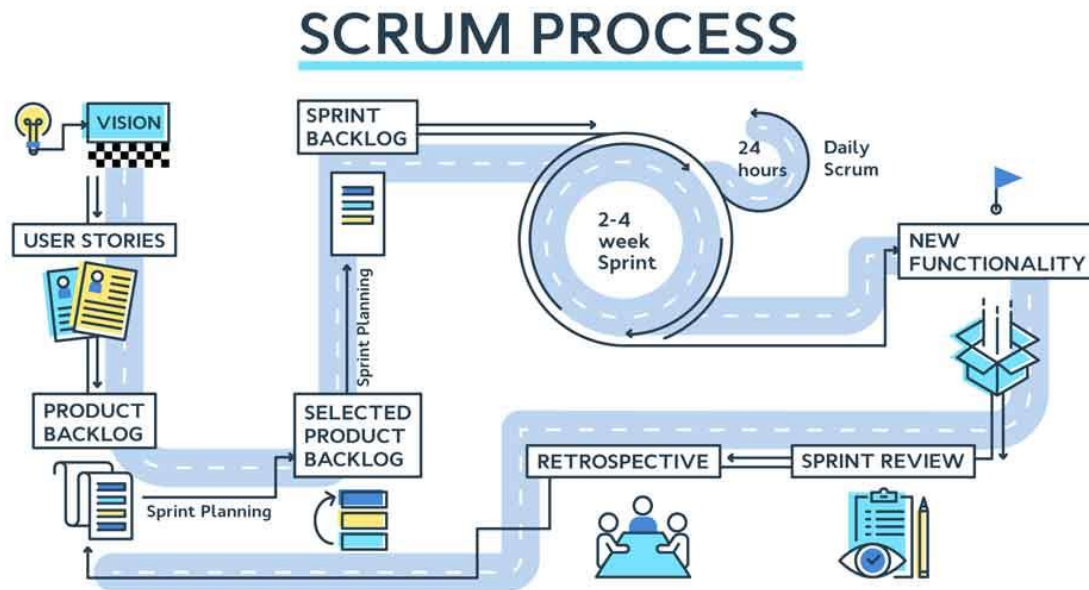 SCRUM PROCESS
VISION
USER STORIES
PRODUCT
BACKLOG
Sprint Planning
SELECTED
PRODUCT
BACKLOG
Sprint Planning
SPRINT
BACKLOG
2-4
week
Sprint
24
hours
Daily
Scrum
NEW
FUNCTIONALITY
SPRINT REVIEW
RETROSPECTIVE